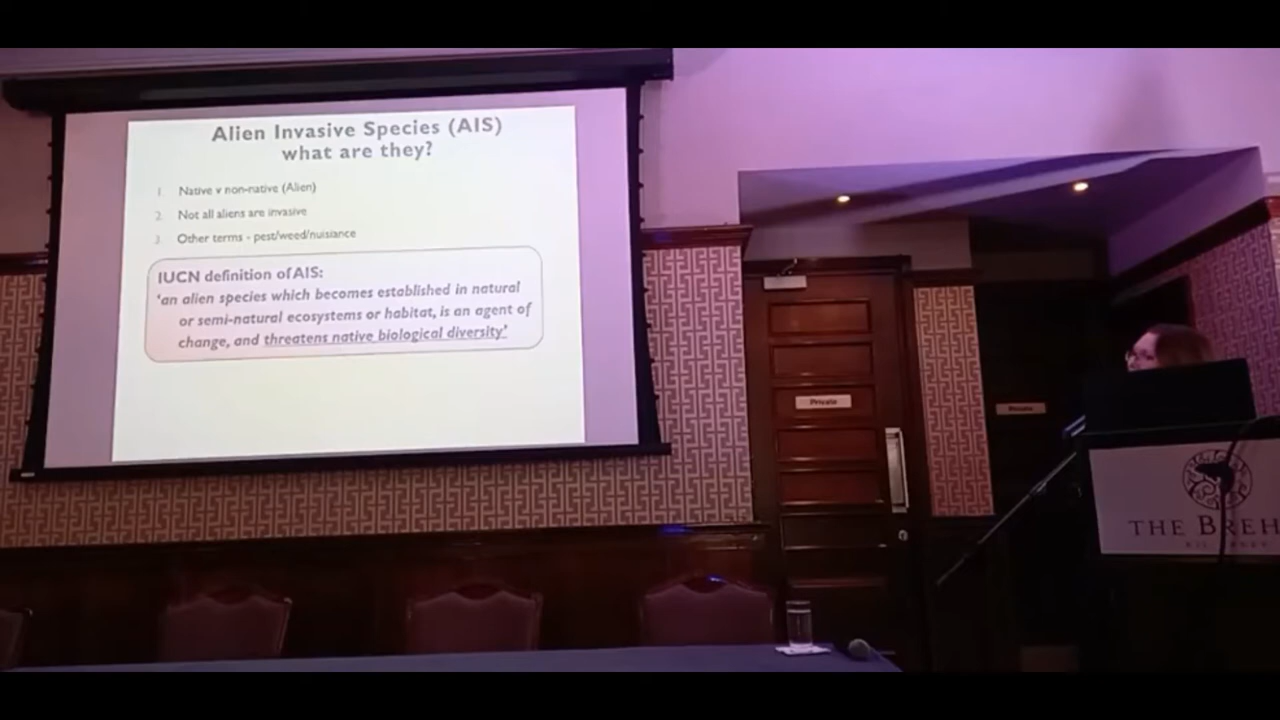 Alien Invasive Species (AIS)
what are they?
1. Native v non-native (Alien)
2. Not all aliens are invasive
3. Other terms - pest/weed/nuisiance
IUCN definition of AIS:
‘an alien species which becomes established in natural
or semi-natural ecosystems or habitat, is an agent of
change, and threatens native biological diversity’
Private
Private
THE BREH